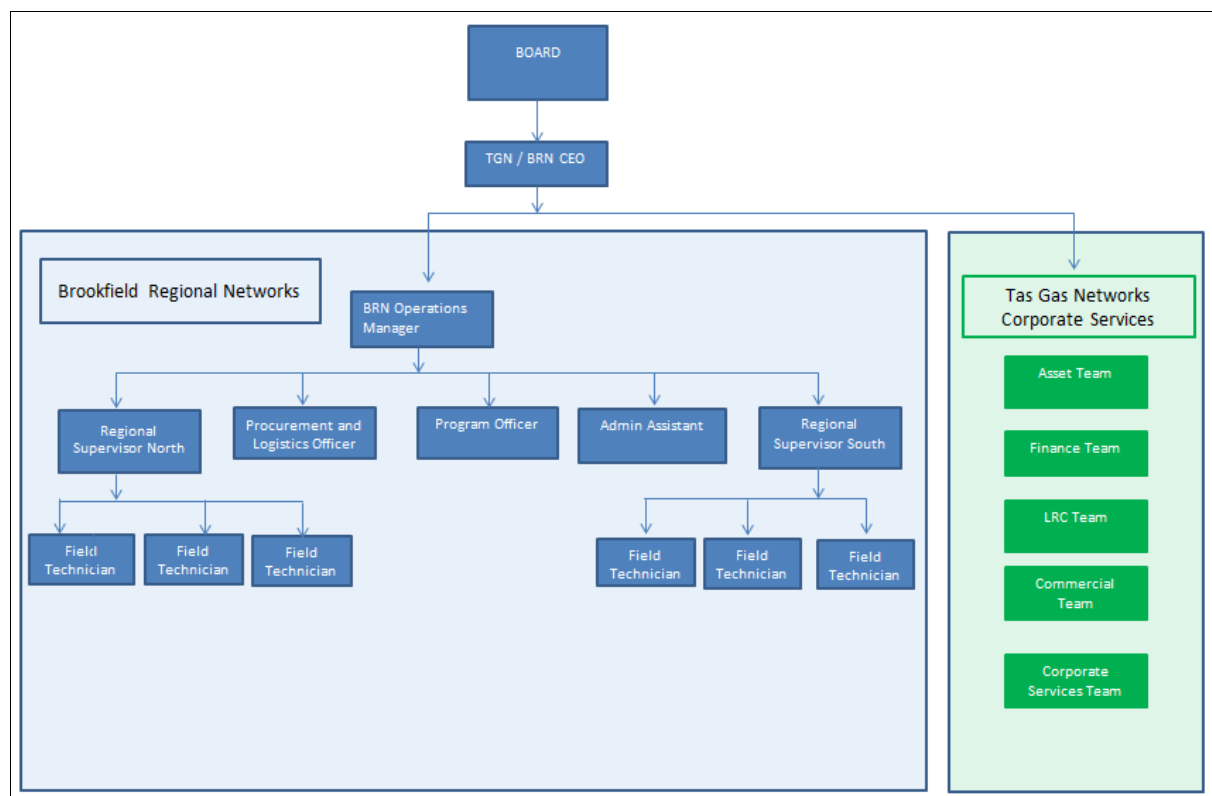 BOARD
TGN / BRN CEO
Brookfield Regional Networks
BRN Operations
Manager
Regional
Supervisor North
Procurement and
Logistics Officer
Program Officer
Admin Assistant
Regional
Supervisor South
Field
Technician
Field
Technician
Field
Technician
Field
Technician
Field
Technician
Field
Technician
Tas Gas Networks
Corporate Services
Asset Team
Finance Team
LRC Team
Commercial
Team
Corporate
Services Team